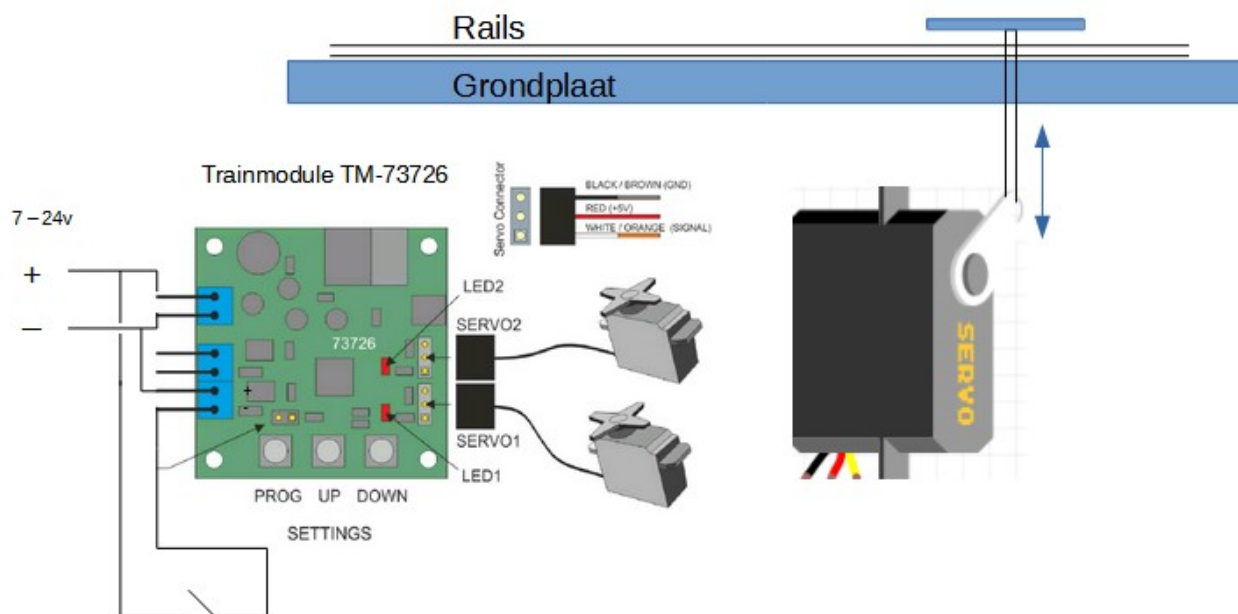 Rails
Grondplaat
Trainmodule TM-73726
7 – 24v
+
–
Servo Connector
BLACK / BROWN (GND)
RED (+5V)
WHITE / ORANGE (SIGNAL)
LED2
SERVO2
73726
+
-
SERVO1
LED1
PROG UP DOWN
SETTINGS
SERVO